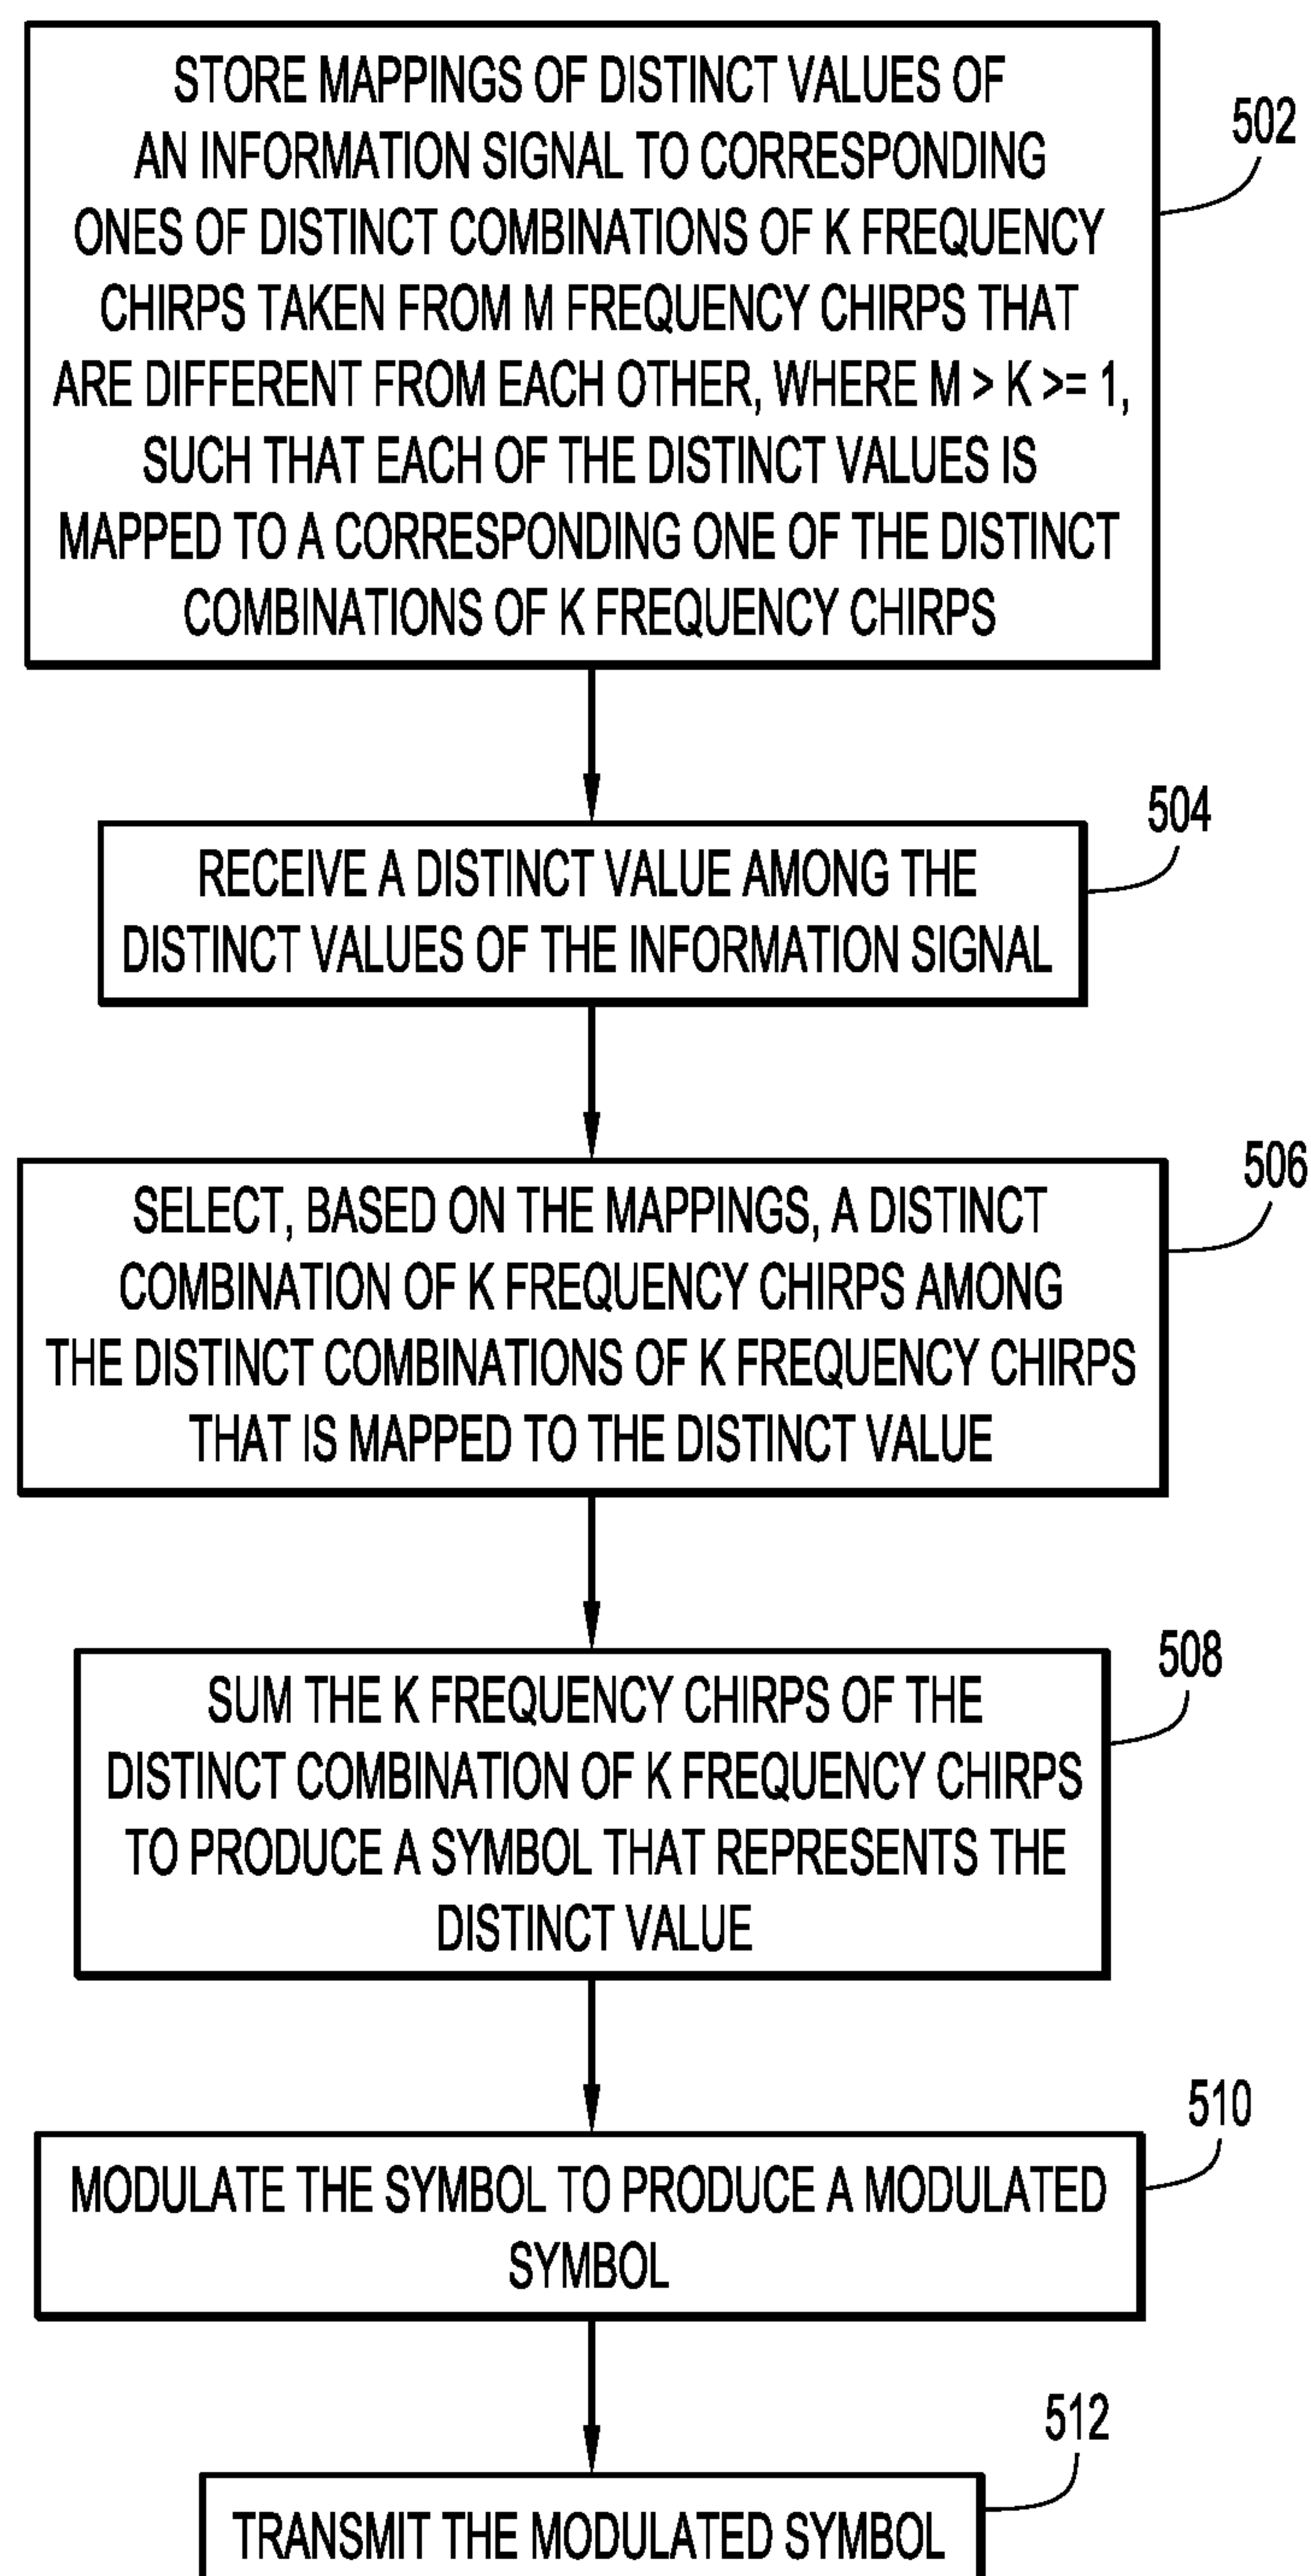 STORE MAPPINGS OF DISTINCT VALUES OF
AN INFORMATION SIGNAL TO CORRESPONDING
ONES OF DISTINCT COMBINATIONS OF K FREQUENCY
CHIRPS TAKEN FROM M FREQUENCY CHIRPS THAT
ARE DIFFERENT FROM EACH OTHER, WHERE M > K >= 1,
SUCH THAT EACH OF THE DISTINCT VALUES IS
MAPPED TO A CORRESPONDING ONE OF THE DISTINCT
COMBINATIONS OF K FREQUENCY CHIRPS
502
RECEIVE A DISTINCT VALUE AMONG THE
DISTINCT VALUES OF THE INFORMATION SIGNAL
504
SELECT, BASED ON THE MAPPINGS, A DISTINCT
COMBINATION OF K FREQUENCY CHIRPS AMONG
THE DISTINCT COMBINATIONS OF K FREQUENCY CHIRPS
THAT IS MAPPED TO THE DISTINCT VALUE
506
SUM THE K FREQUENCY CHIRPS OF THE
DISTINCT COMBINATION OF K FREQUENCY CHIRPS
TO PRODUCE A SYMBOL THAT REPRESENTS THE
DISTINCT VALUE
508
MODULATE THE SYMBOL TO PRODUCE A MODULATED
SYMBOL
510
TRANSMIT THE MODULATED SYMBOL
512